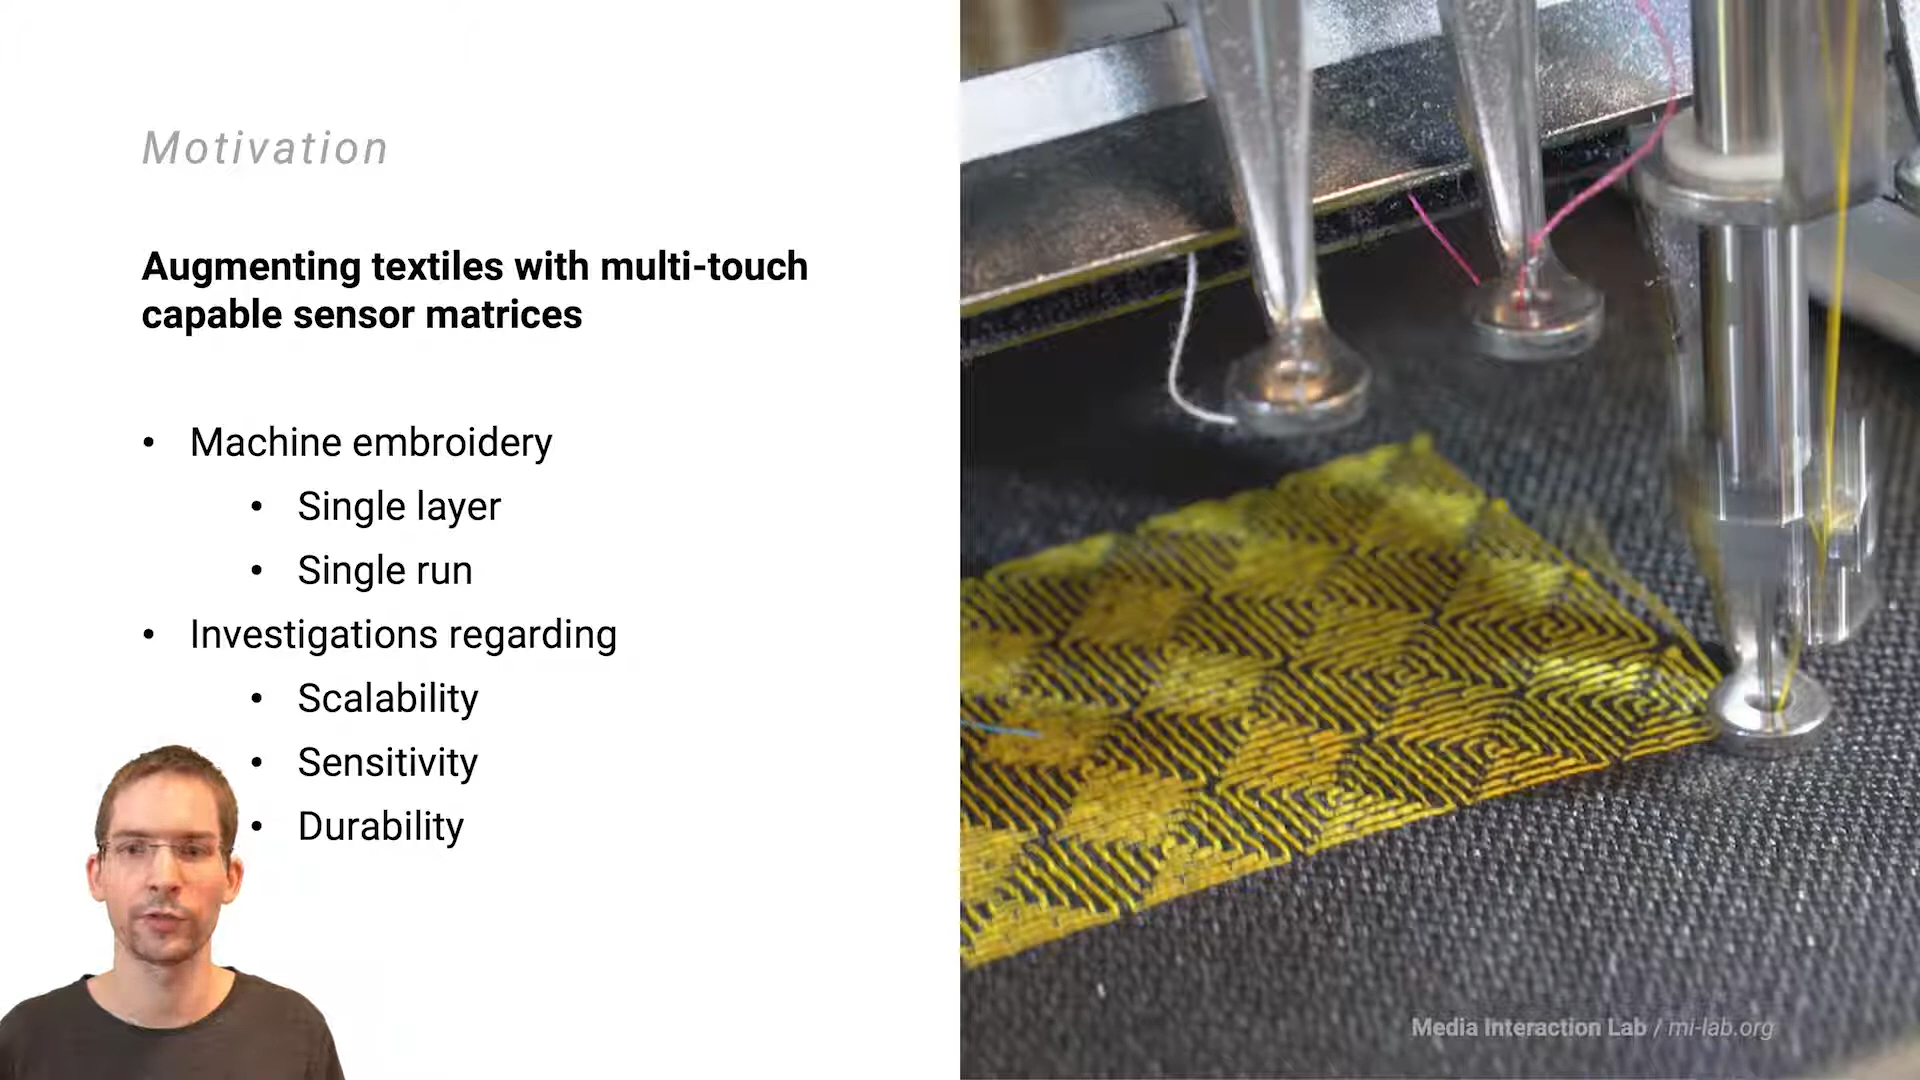 Motivation
Augmenting textiles with multi-touch
capable sensor matrices
• Machine embroidery
• Single layer
• Single run
• Investigations regarding
• Scalability
• Sensitivity
• Durability
Media Interaction Lab / mi-lab.org